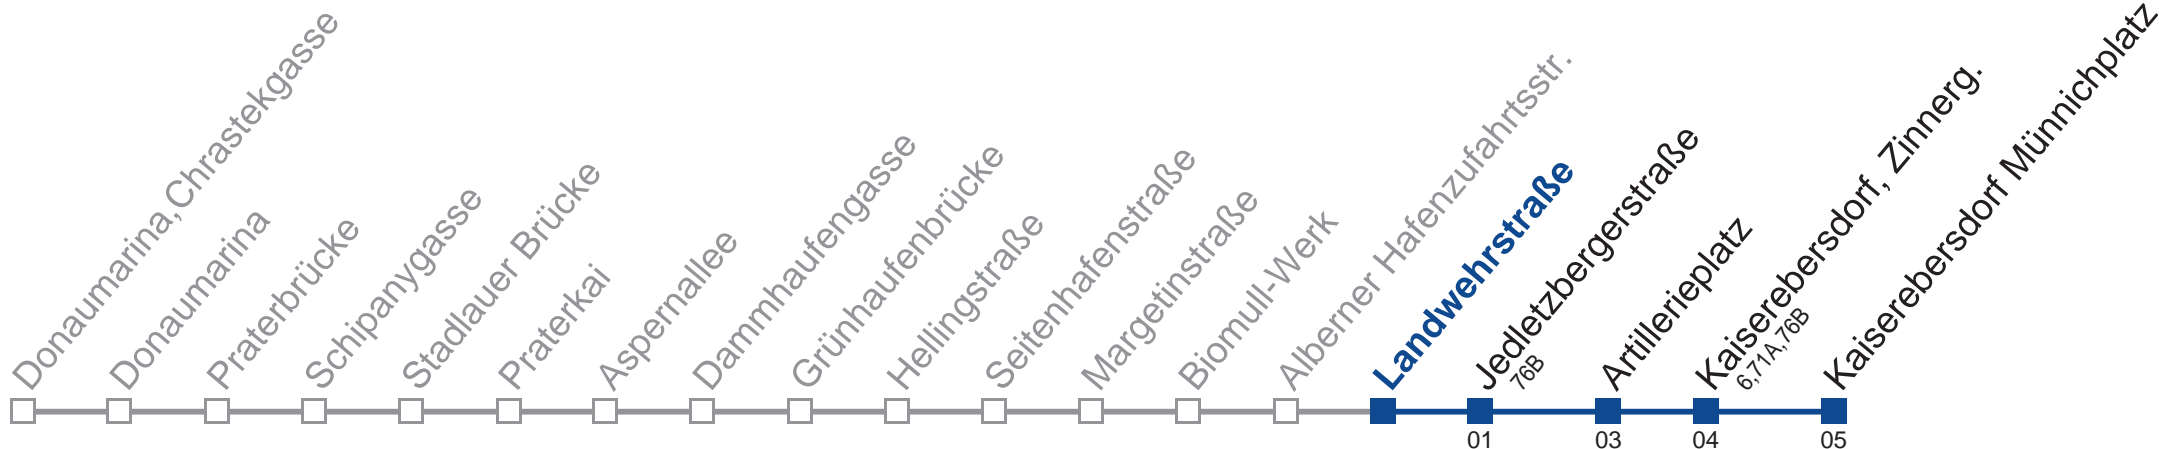 Donaumarina, Chrastekgasse
Donaumarina
Praterbrücke
Schipanygasse
Stadlauer Brücke
Praterkai
Aspernallee
Dammhaufengasse
Grünhaufenbrücke
Hellingstraße
Seitenhafenstraße
Margetinstraße
Biomull-Werk
Alberner Hafenzufahrtsstr.
Landwehrstraße
Jedletzbergerstraße
76B
Artillerieplatz
Kaiserebersdorf, Zinnerg.
6,71A,76B
Kaiserebersdorf Münnichplatz
01
03
04
05